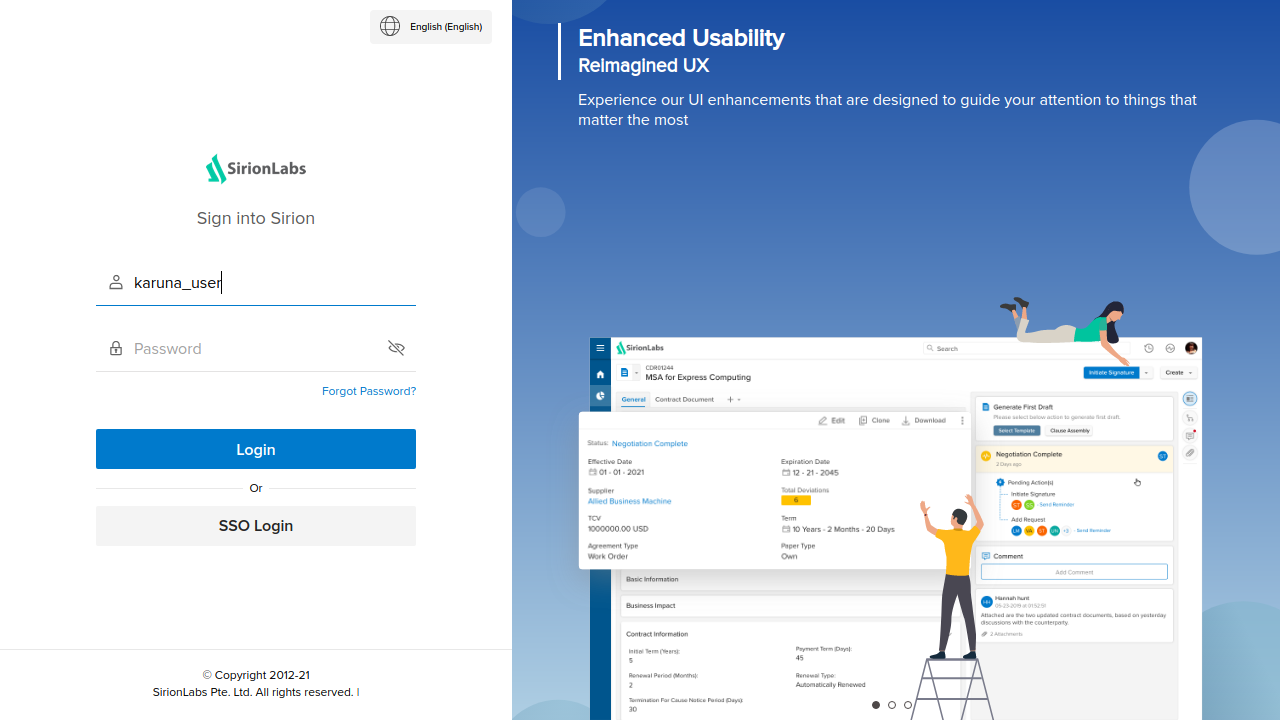 English (English)
SirionLabs
Sign into Sirion
karuna_user
Password
Forgot Password?
Login
Or
SSO Login
© Copyright 2012-21
SirionLabs Pte. Ltd. All rights reserved. |
Enhanced Usability
Reimagined UX
Experience our UI enhancements that are designed to guide your attention to things that
matter the most
SirionLabs
Search
CDR01244
MSA for Express Computing
Initiate Signature
Create
General Contract Document
Edit Clone Download
Status: Negotiation Complete
Effective Date
01 - 01 - 2021
Expiration Date
12 - 21 - 2045
Supplier
Allied Business Machine
Total Deviations
6
TCV
1000000.00 USD
Term
10 Years - 2 Months - 20 Days
Agreement Type
Work Order
Paper Type
Own
Basic Information
Business Impact
Contract Information
Initial Term (Years):
5
Payment Term (Days):
45
Renewal Period (Months):
2
Renewal Type:
Automatically Renewed
Termination For Cause Notice Period (Days):
30
Generate First Draft
Please select below action to generate first draft.
Select Template Clause Assembly
Negotiation Complete
2 Days ago
Pending Action(s)
Initiate Signature
Send Reminder
Add Request
+3 Send Reminder
Comment
Add Comment
Hannah hunt
05-23-2019 at 01:52:51
Attached are the two updated contract documents, based on yesterday
discussions with the counterparty.
2 Attachments